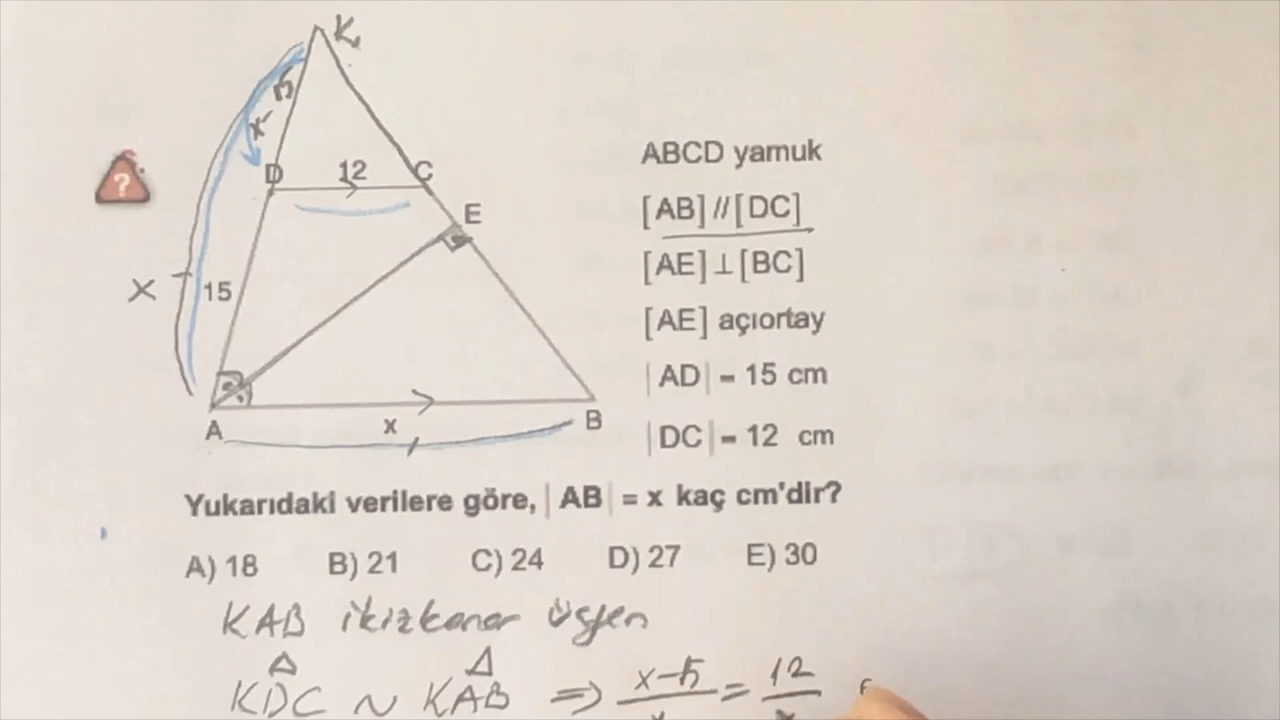 K
x-15
D 12 C
E
x 15
A x B
?
ABCD yamuk
[AB] // [DC]
[AE] ⊥ [BC]
[AE] açıortay
|AD| = 15 cm
|DC| = 12 cm
Yukarıdaki verilere göre, |AB| = x kaç cm'dir?
A) 18 B) 21 C) 24 D) 27 E) 30
KAB ikizkenar üçgen
KDC ~ KAB ⇒ x-15/x = 12/x